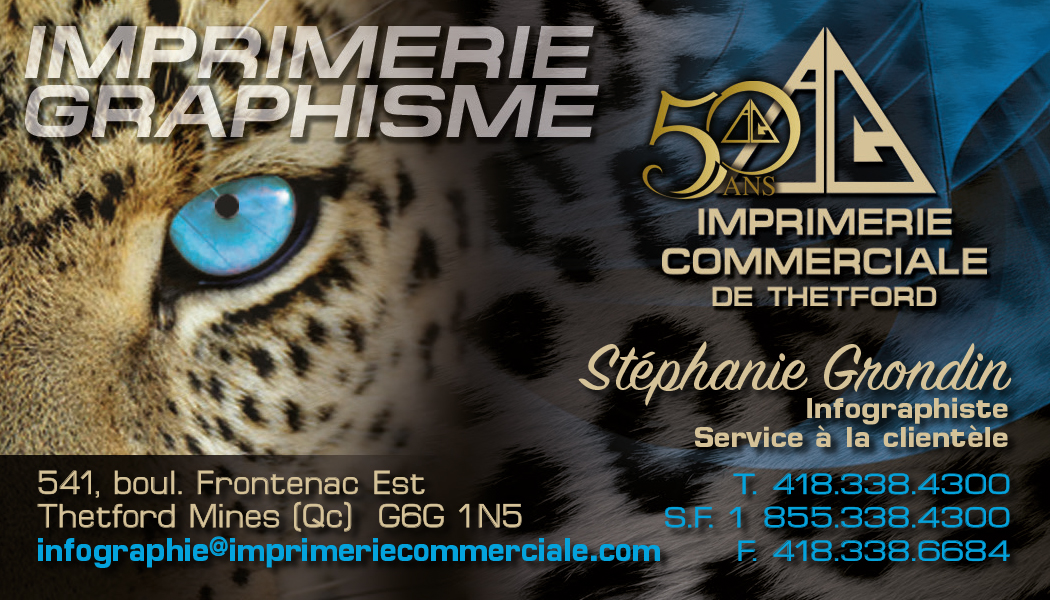 IMPRIMERIE
GRAPHISME
50
ANS
IMPRIMERIE
COMMERCIALE
DE THETFORD
Stéphanie Grondin
Infographiste
Service à la clientèle
541, boul. Frontenac Est
Thetford Mines (Qc) G6G 1N5
infographie@imprimeriecommerciale.com
T. 418.338.4300
S.F. 1 855.338.4300
F. 418.338.6684